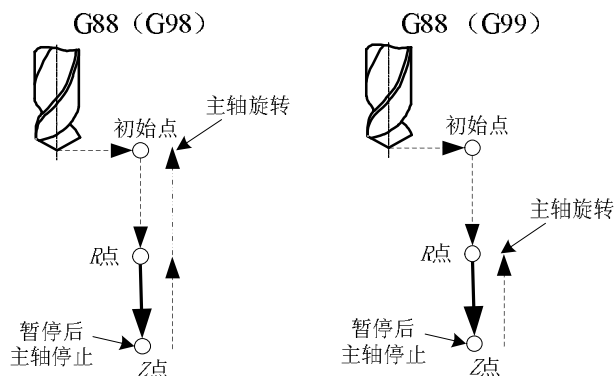 G88（G98）
主轴旋转
初始点
R点
暂停后
主轴停止
Z点
G88 （G99）
初始点
主轴旋转
R点
暂停后
主轴停止
Z点